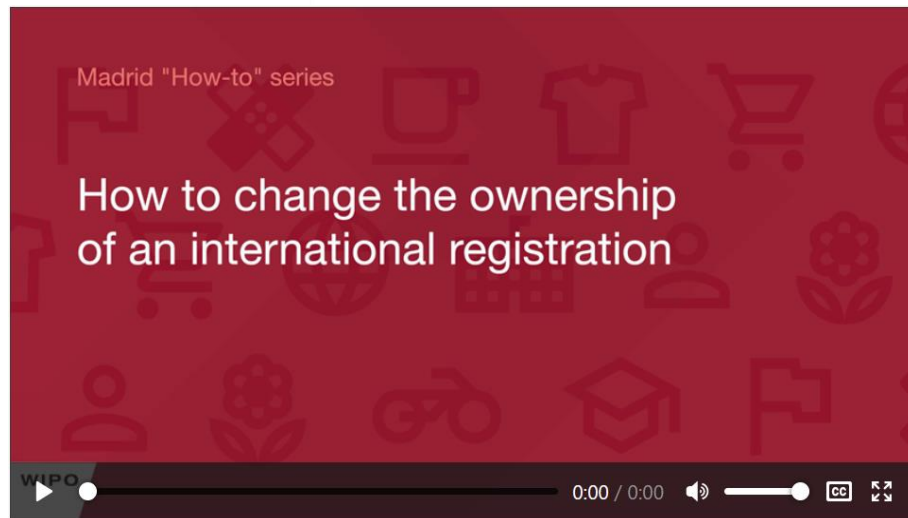 Madrid "How-to" series
How to change the ownership
of an international registration
WIPO
0:00 / 0:00
CC